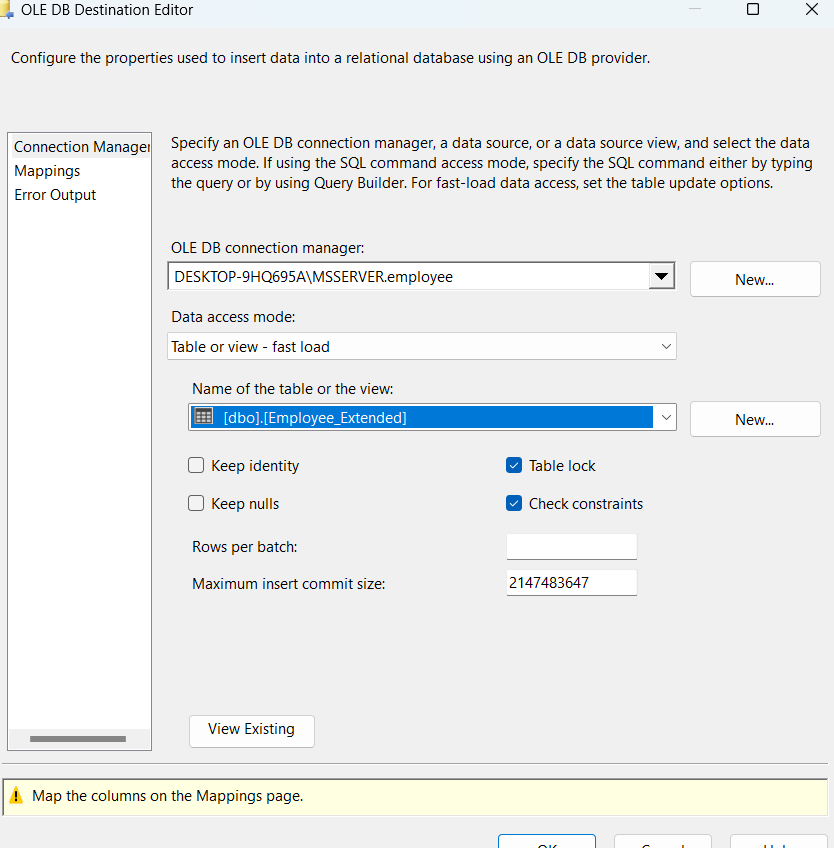 OLE DB Destination Editor
Configure the properties used to insert data into a relational database using an OLE DB provider.
Connection Manager
Mappings
Error Output
Specify an OLE DB connection manager, a data source, or a data source view, and select the data
access mode. If using the SQL command access mode, specify the SQL command either by typing
the query or by using Query Builder. For fast-load data access, set the table update options.
OLE DB connection manager:
DESKTOP-9HQ695A\MSSERVER.employee
New...
Data access mode:
Table or view - fast load
Name of the table or the view:
[dbo].[Employee_Extended]
New...
Keep identity
Table lock
Keep nulls
Check constraints
Rows per batch:
Maximum insert commit size:
2147483647
View Existing
Map the columns on the Mappings page.